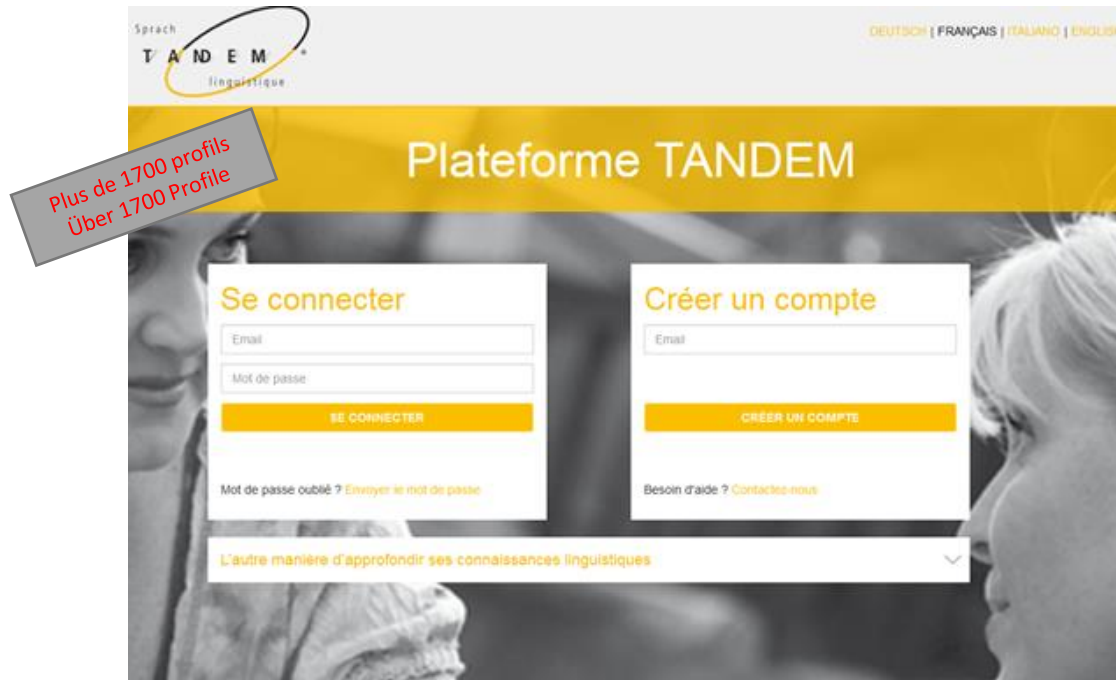 Sprach
TANDEM®
linguistique
DEUTSCH | FRANÇAIS | ITALIANO | ENGLISH
Plus de 1700 profils
Über 1700 Profile
Plateforme TANDEM
Se connecter
Email
Mot de passe
SE CONNECTER
Mot de passe oublié ? Envoyer le mot de passe
Créer un compte
Email
CRÉER UN COMPTE
Besoin d'aide ? Contactez-nous
L'autre manière d'approfondir ses connaissances linguistiques